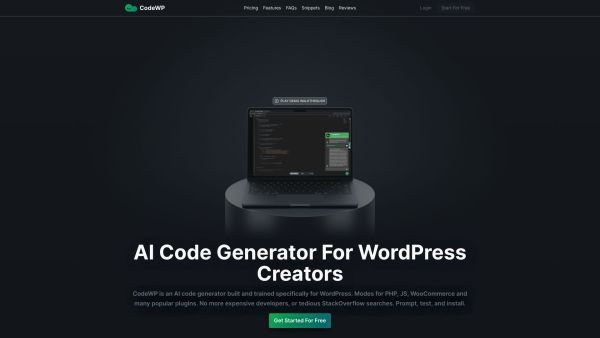 CodeWP
Pricing Features FAQs Snippets Blog Reviews
Login Start For Free
PLAY DEMO WALKTHROUGH
AI Code Generator For WordPress
Creators
CodeWP is an AI code generator built and trained specifically for WordPress. Modes for PHP, JS, WooCommerce and
many popular plugins. No more expensive developers, or tedious StackOverflow searches. Prompt, test, and install.
Get Started For Free